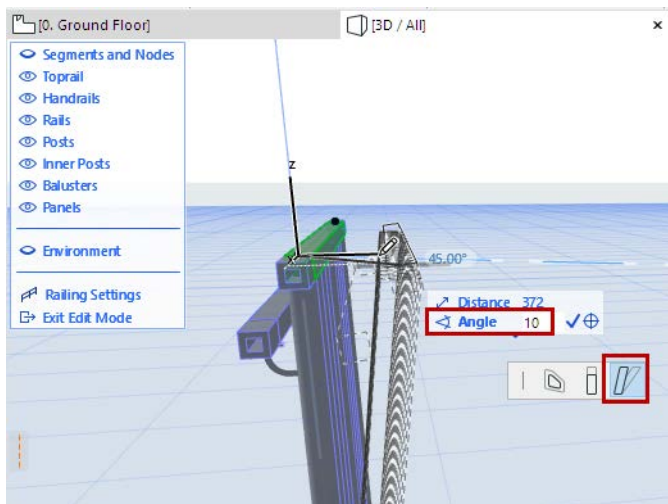 [0. Ground Floor]
[3D / All]
Segments and Nodes
Toprail
Handrails
Rails
Posts
Inner Posts
Balusters
Panels
Environment
Railing Settings
Exit Edit Mode
z
45.00°
Distance 372
Angle 10